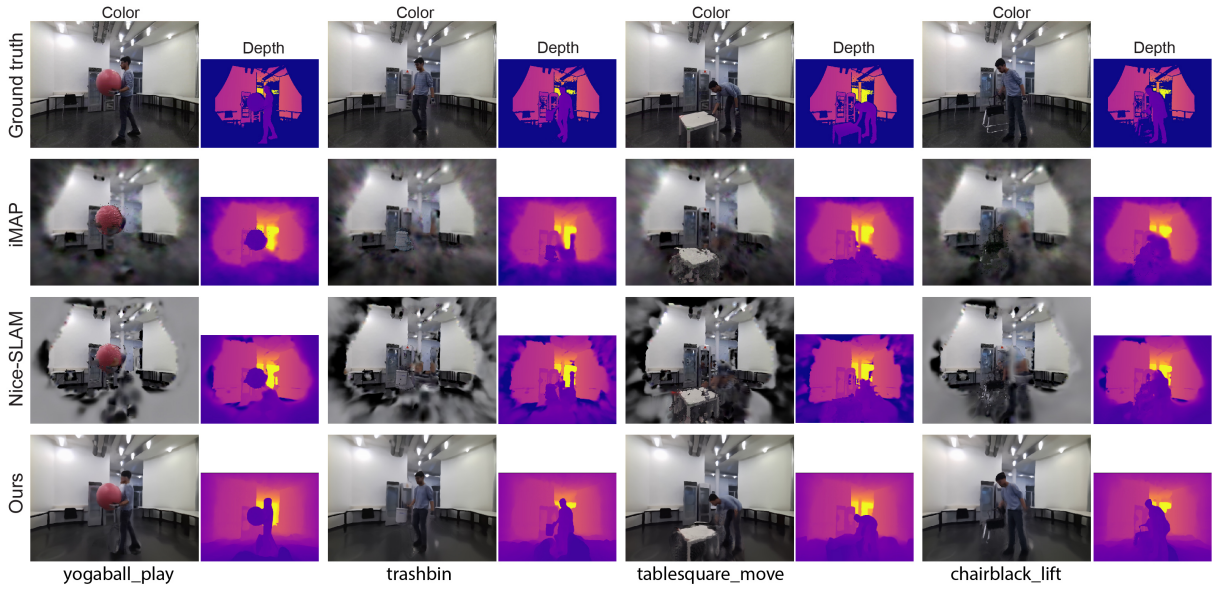 Color Color Color Color
Depth Depth Depth Depth
Ground truth
iMAP
Nice-SLAM
Ours
yogaball_play trashbin tablesquare_move chairblack_lift